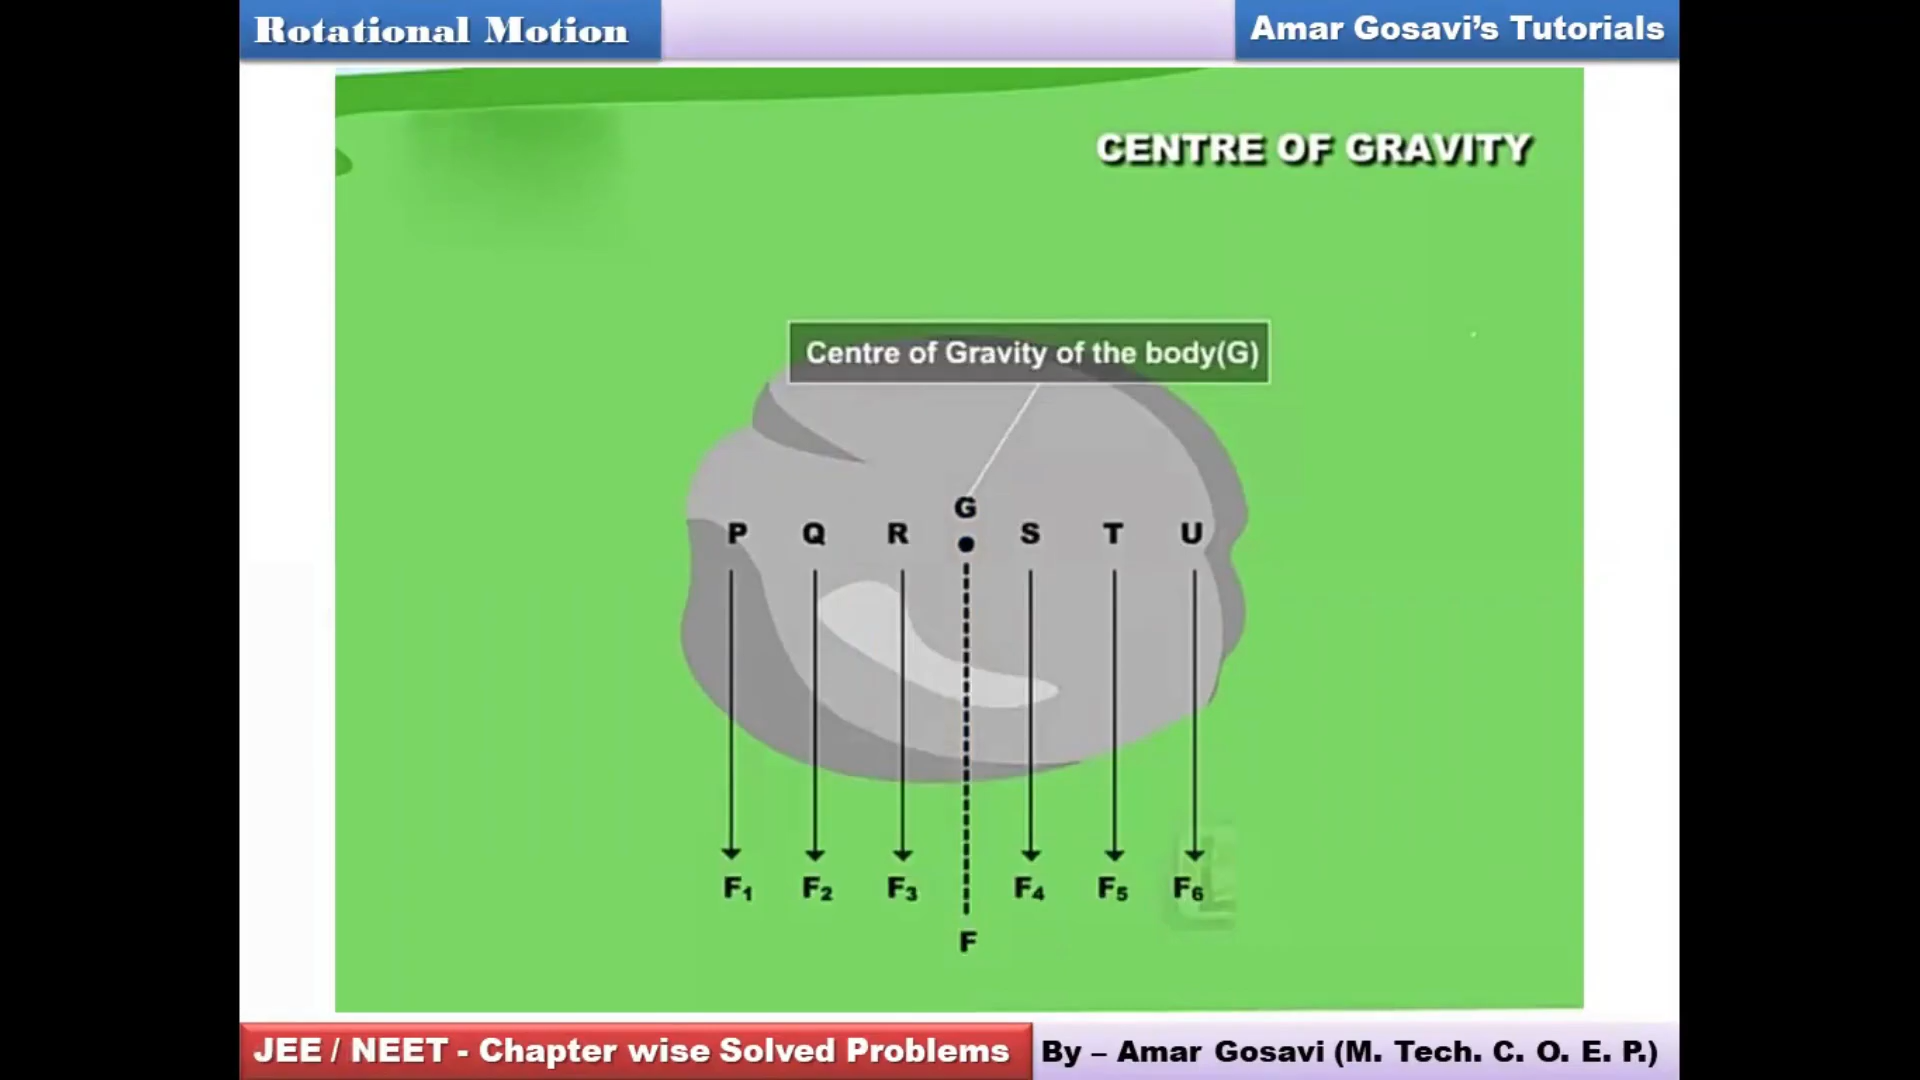 Rotational Motion
Amar Gosavi's Tutorials
CENTRE OF GRAVITY
Centre of Gravity of the body(G)
G
P Q R S T U
F1 F2 F3 F4 F5 F6
F
JEE / NEET - Chapter wise Solved Problems
By – Amar Gosavi (M. Tech. C. O. E. P.)